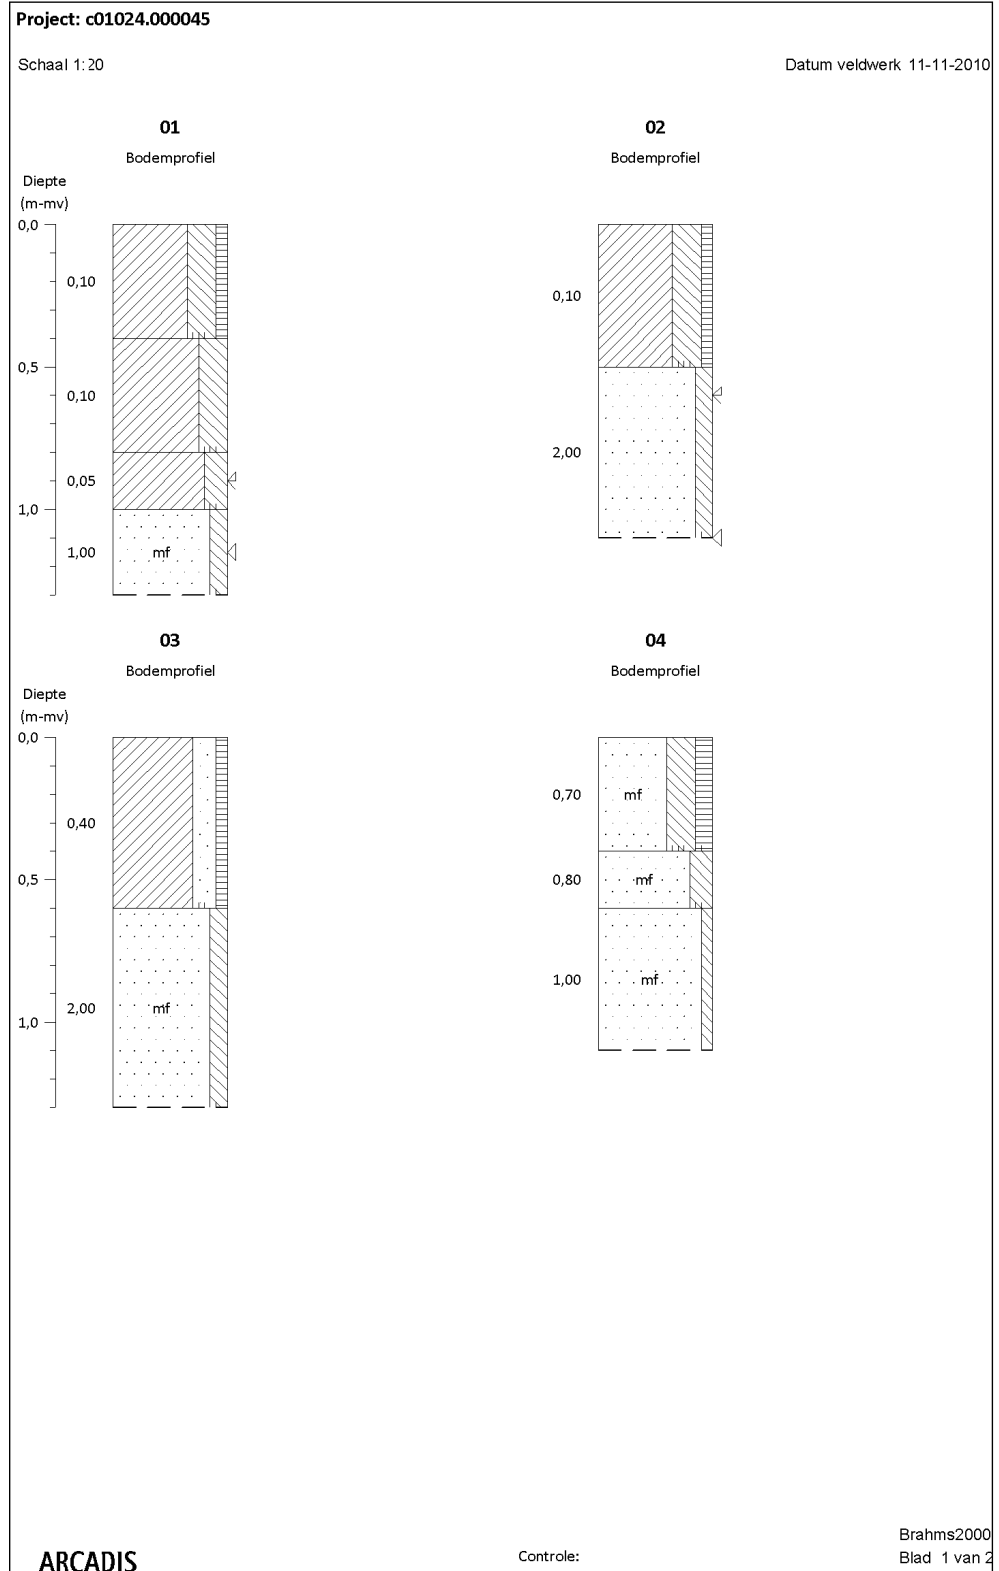 Project: c01024.000045
Schaal 1:20
Datum veldwerk 11-11-2010
01
Bodemprofiel
02
Bodemprofiel
Diepte
(m-mv)
0,0
0,10
0,5
0,10
0,05
1,0
1,00
mf
0,10
2,00
03
Bodemprofiel
04
Bodemprofiel
Diepte
(m-mv)
0,0
0,40
0,5
2,00
mf
1,0
0,70
mf
0,80
mf
1,00
mf
Brahms2000
ARCADIS
Controle:
Blad 1 van 2